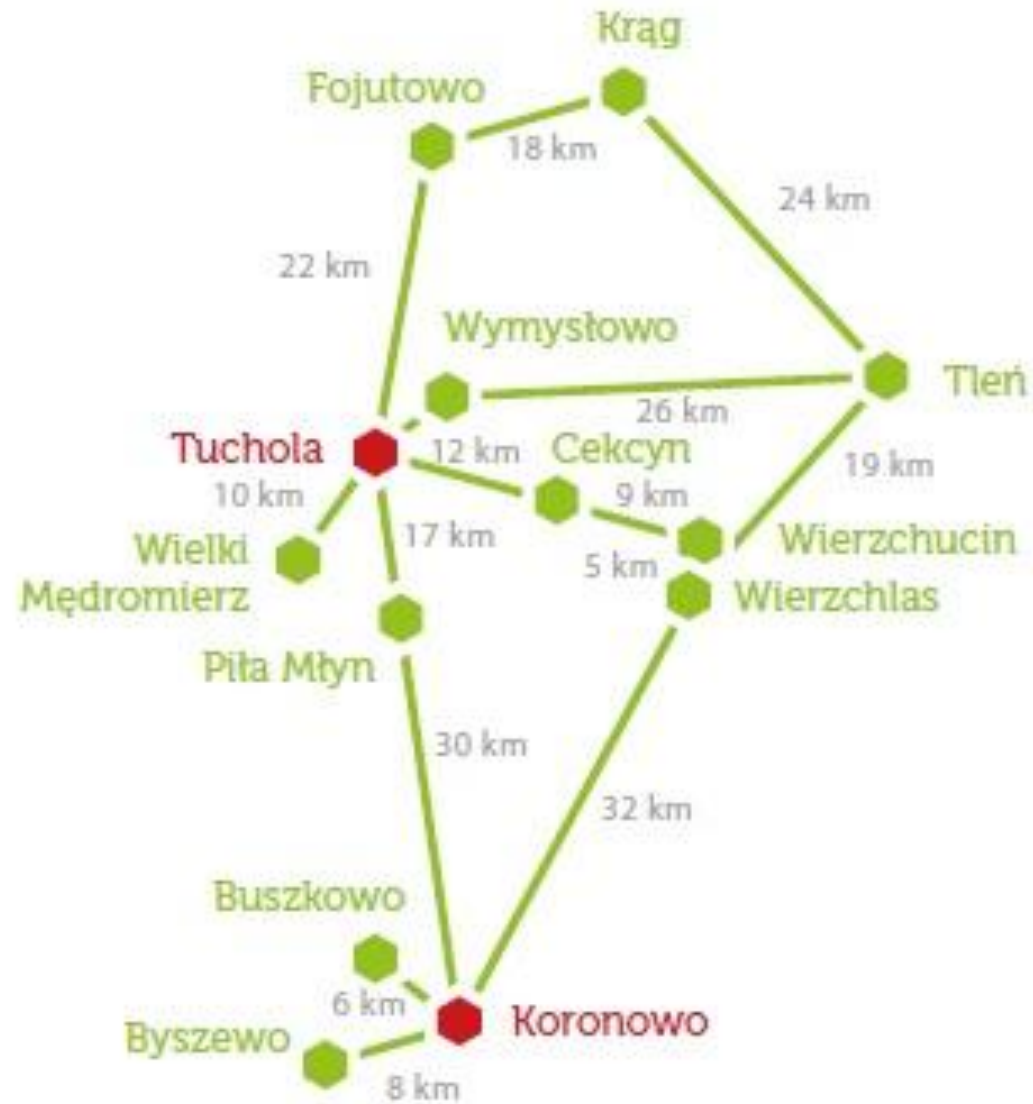 Krąg
Fojutowo
18 km
24 km
22 km
Wymysłowo
Tleń
26 km
Tuchola
12 km
Cekcyn
19 km
10 km
9 km
17 km
Wierzchucin
Wielki
Mędromierz
5 km
Wierzchlas
Piła Młyn
30 km
32 km
Buszkowo
6 km
Koronowo
Byszewo
8 km